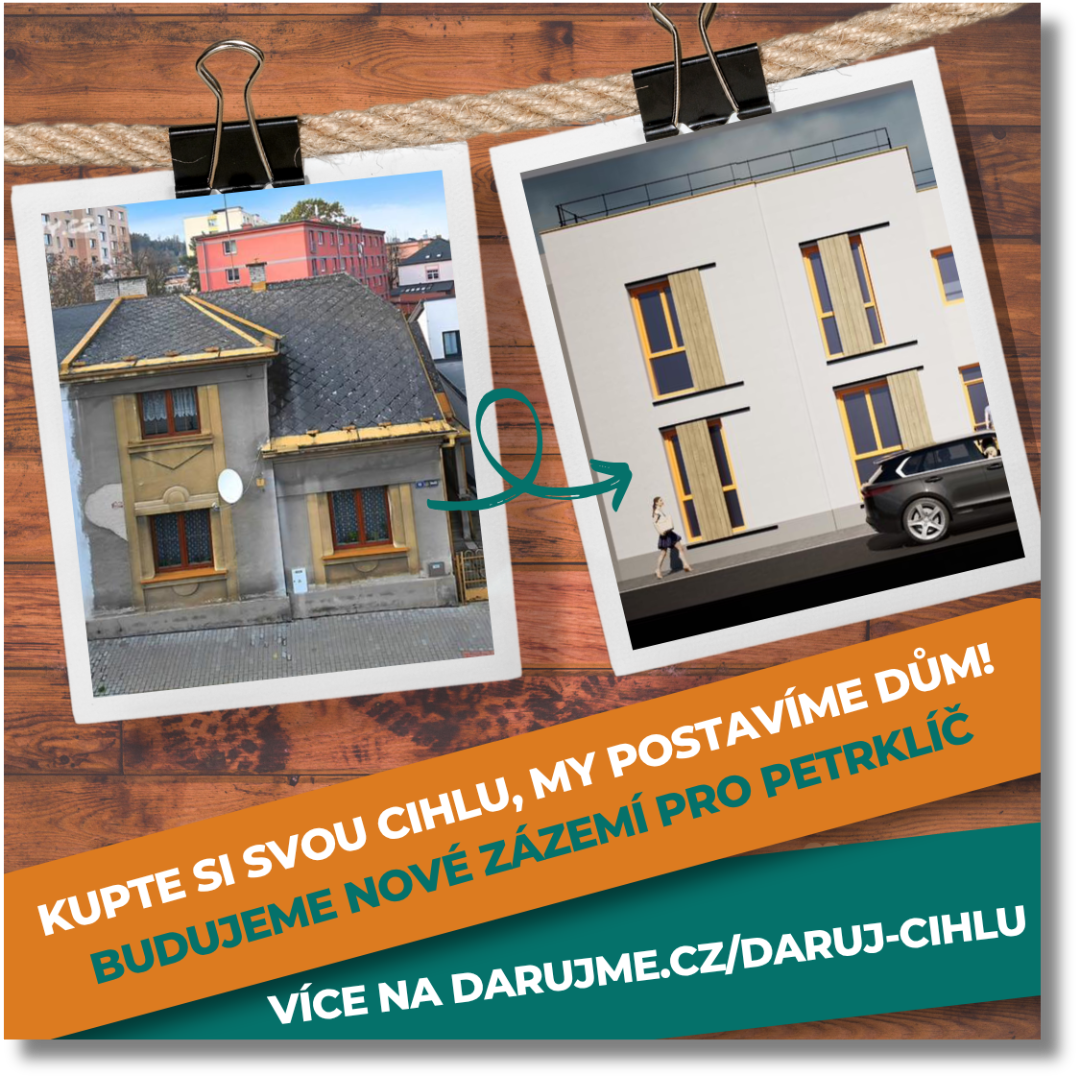 KUPTE SI SVOU CIHLU, MY POSTAVÍME DŮM!
BUDUJEME NOVÉ ZÁZEMÍ PRO PETRKLÍČ
VÍCE NA DARUJME.CZ/DARUJ-CIHLU